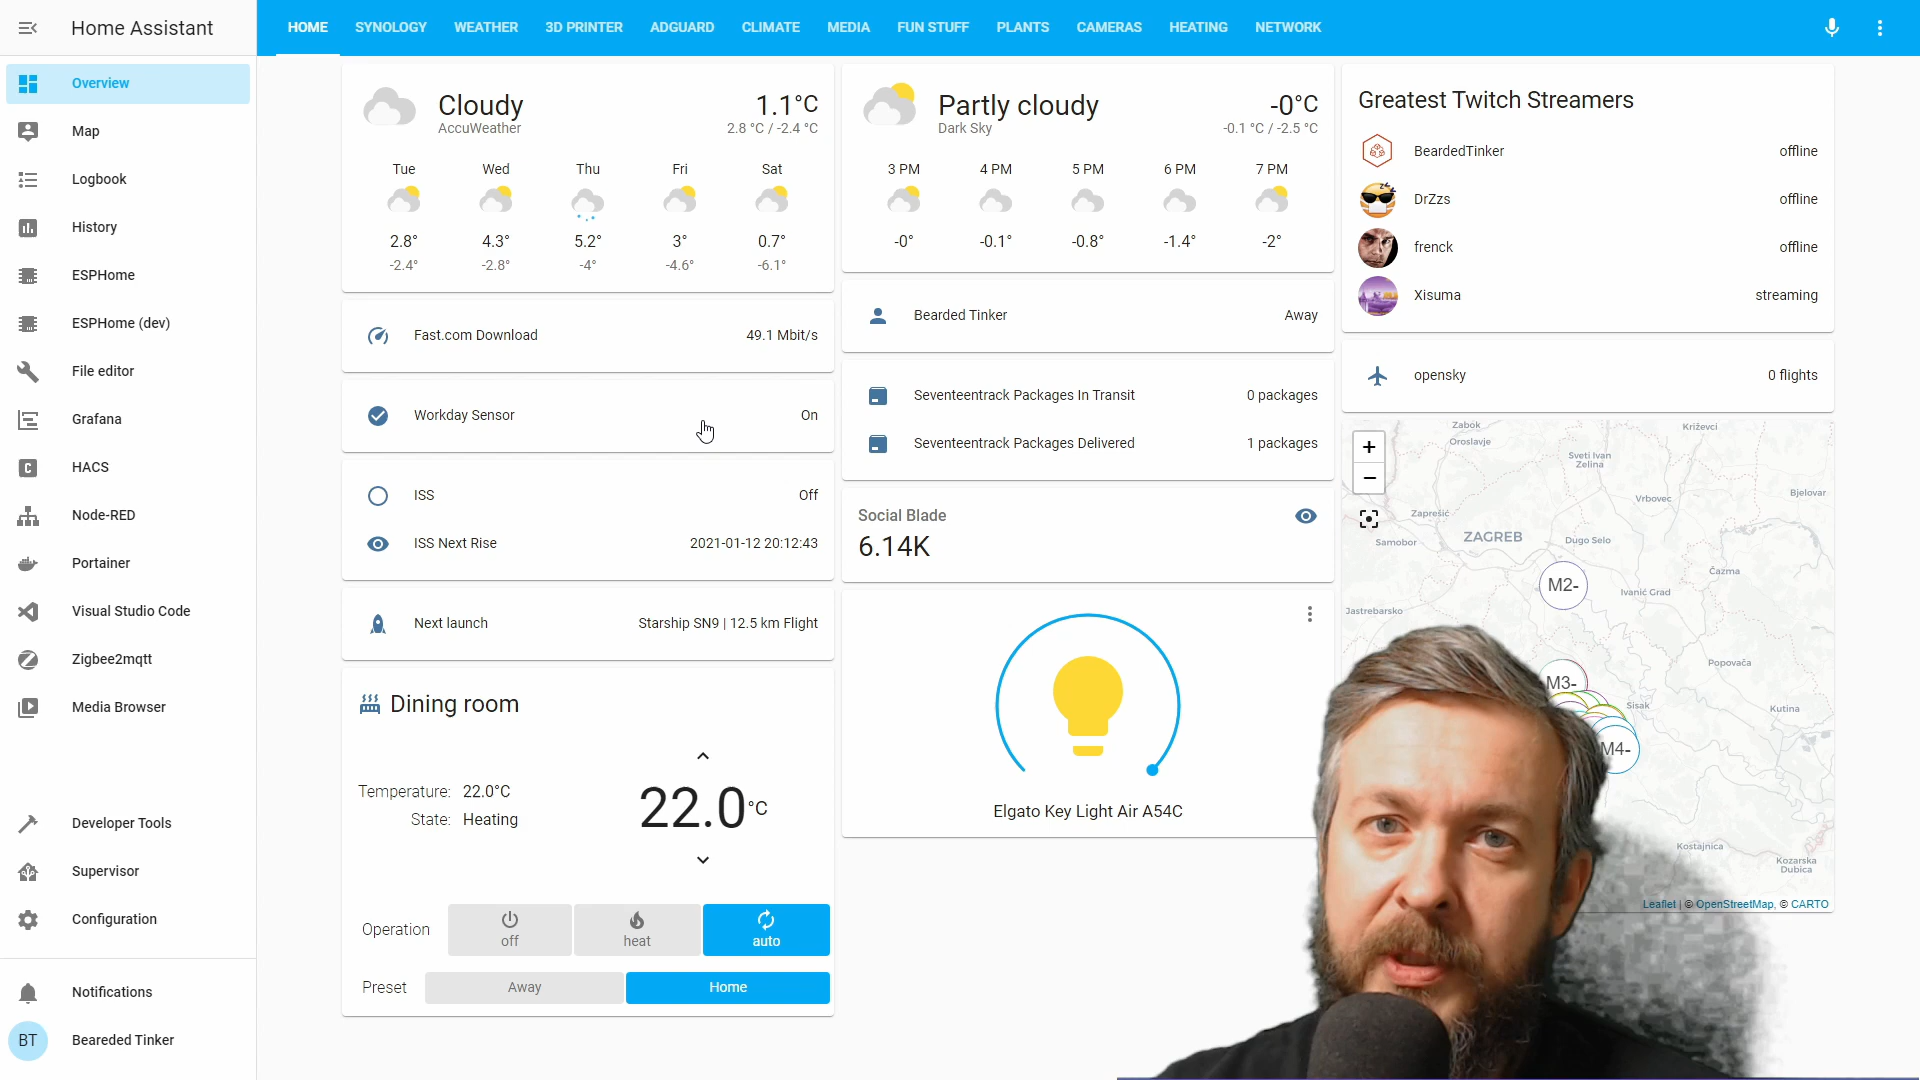 Home Assistant
HOME SYNOLOGY WEATHER 3D PRINTER ADGUARD CLIMATE MEDIA FUN STUFF PLANTS CAMERAS HEATING NETWORK
Overview
Map
Logbook
History
ESPHome
ESPHome (dev)
File editor
Grafana
HACS
Node-RED
Portainer
Visual Studio Code
Zigbee2mqtt
Media Browser
Developer Tools
Supervisor
Configuration
Notifications
BT Beareded Tinker
Cloudy 1.1°C
AccuWeather 2.8 °C / -2.4 °C
Tue Wed Thu Fri Sat
2.8° 4.3° 5.2° 3° 0.7°
-2.4° -2.8° -4° -4.6° -6.1°
Fast.com Download 49.1 Mbit/s
Workday Sensor On
ISS Off
ISS Next Rise 2021-01-12 20:12:43
Next launch Starship SN9 | 12.5 km Flight
Dining room
Temperature: 22.0°C
State: Heating
22.0°C
Operation off heat auto
Preset Away Home
Partly cloudy -0°C
Dark Sky -0.1 °C / -2.5 °C
3 PM 4 PM 5 PM 6 PM 7 PM
-0° -0.1° -0.8° -1.4° -2°
Bearded Tinker Away
Seventeentrack Packages In Transit 0 packages
Seventeentrack Packages Delivered 1 packages
Social Blade
6.14K
Elgato Key Light Air A54C
Greatest Twitch Streamers
BeardedTinker offline
DrZzs offline
frenck offline
Xisuma streaming
opensky 0 flights
+
−
Zabok
Oroslavje
Križevci
Sveti Ivan
Zelina
Vrbovec
Bjelovar
Zaprešić
Samobor
ZAGREB
Dugo Selo
Čazma
M2-
Ivanić Grad
Jastrebarsko
Popovača
M3-
Sisak
Kutina
M4-
Kostajnica
Kozarska
Dubica
Leaflet | © OpenStreetMap, © CARTO